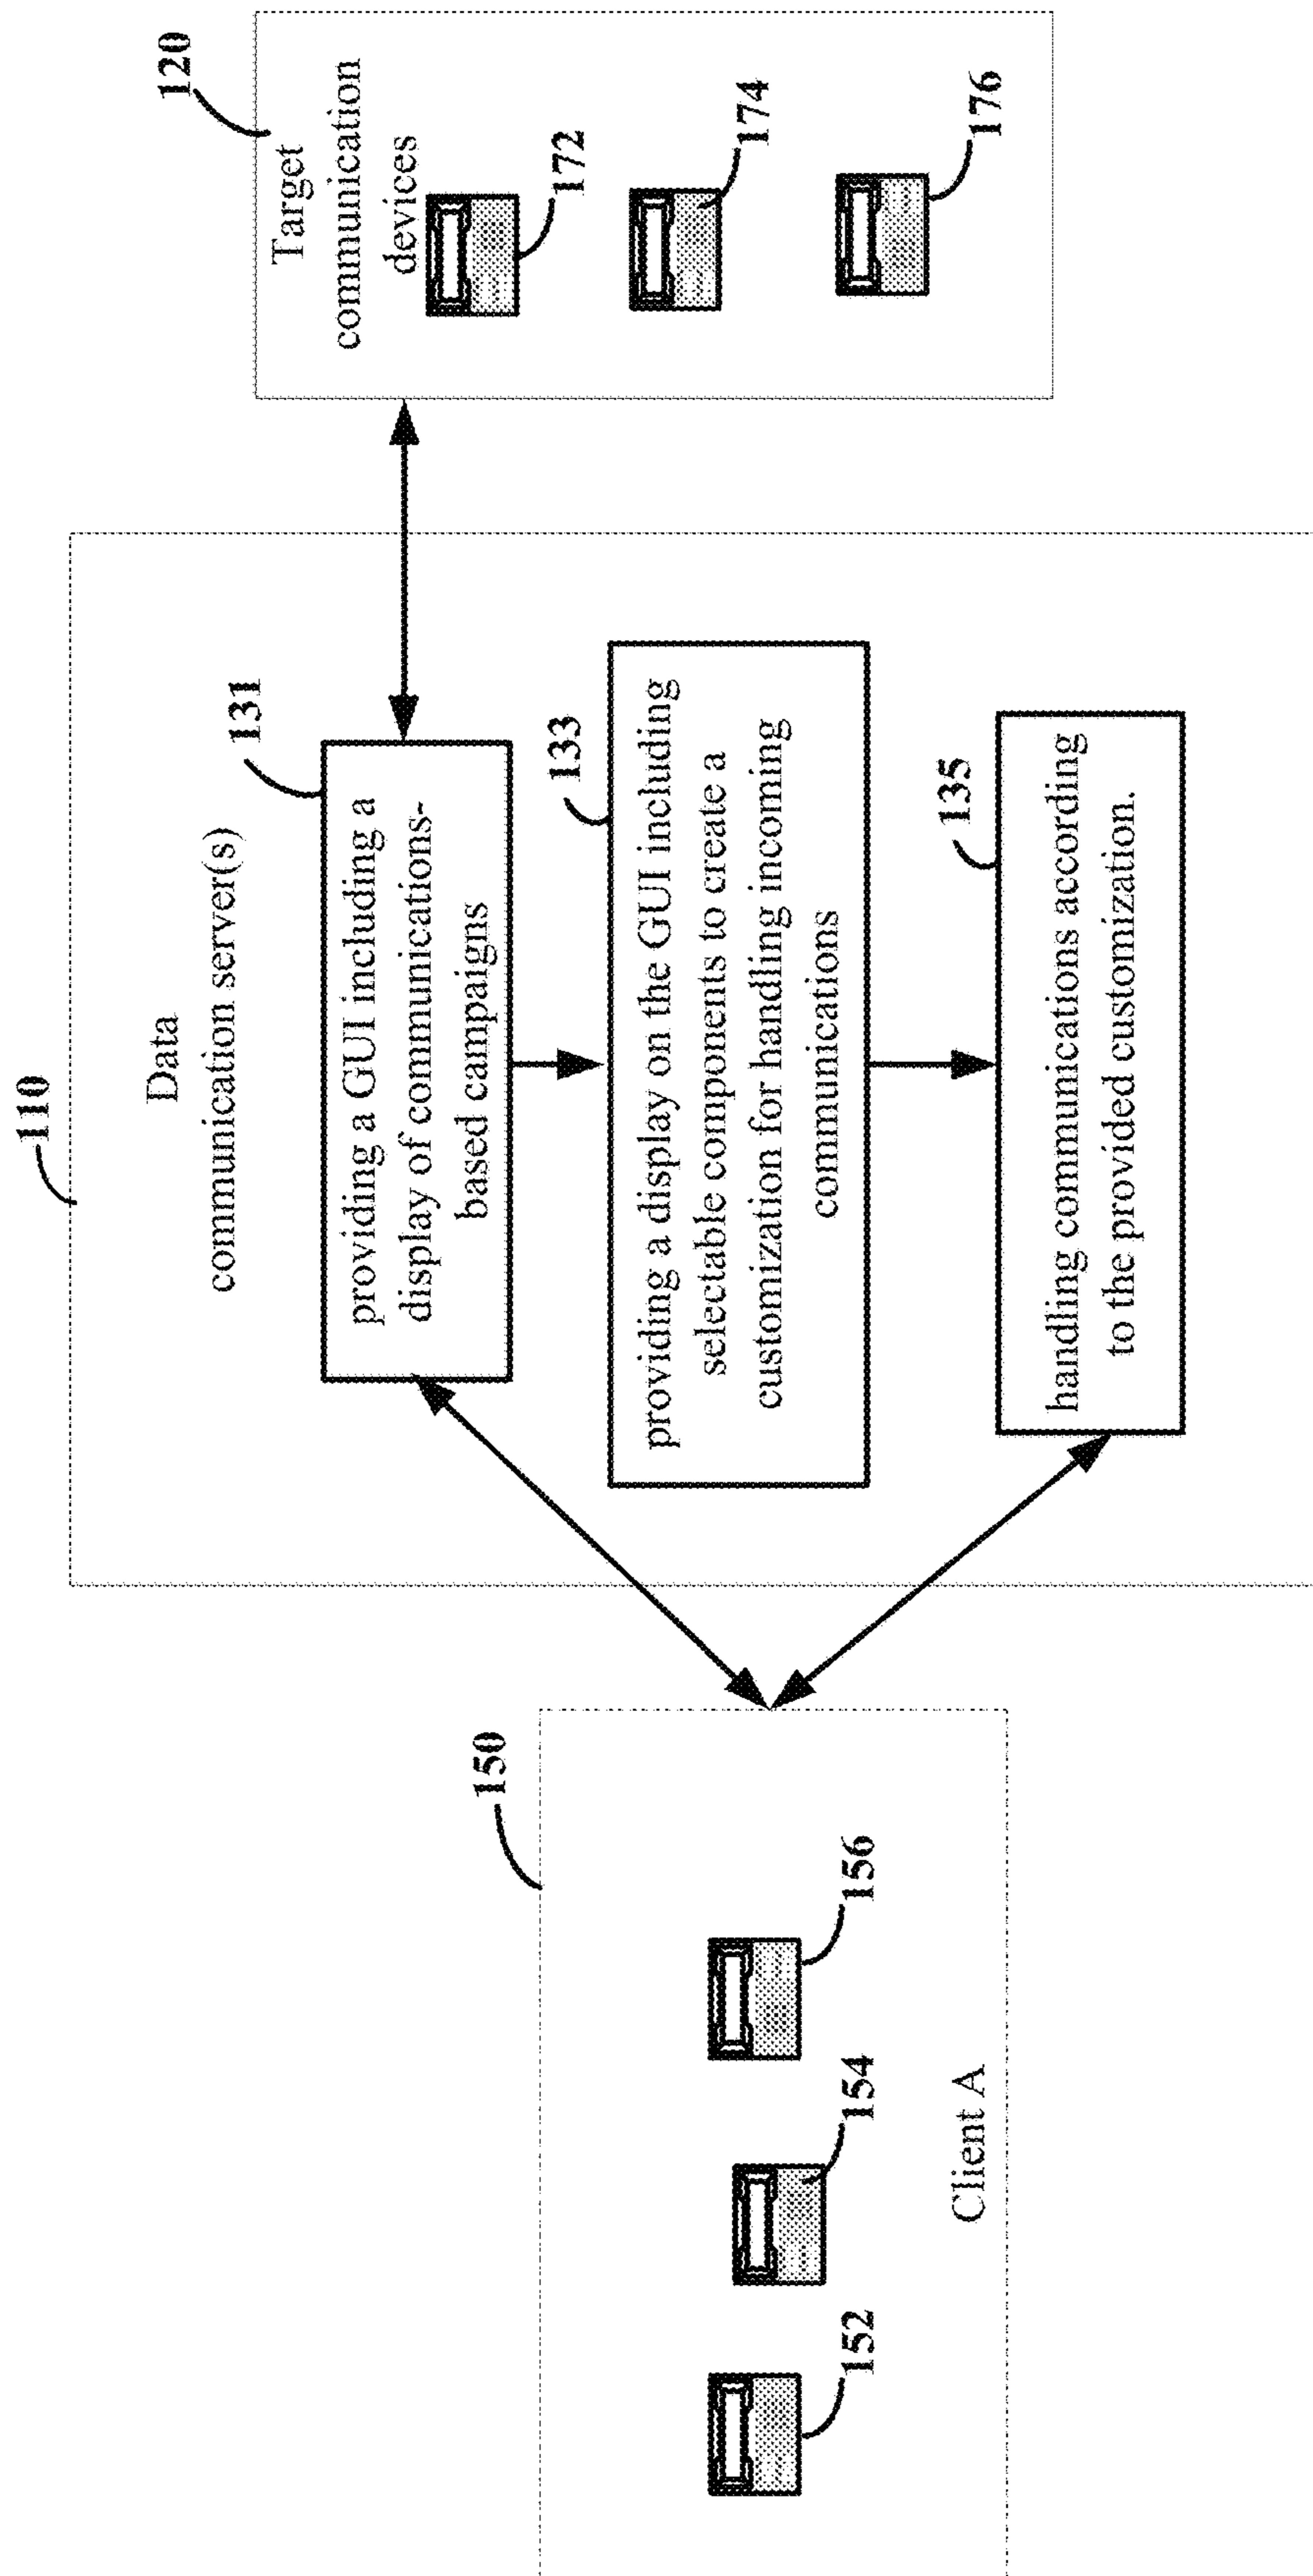 110
Data
communication server(s)
131
providing a GUI including a
display of communications-
based campaigns
133
providing a display on the GUI including
selectable components to create a
customization for handling incoming
communications
135
handling communications according
to the provided customization.
120
Target
communication
devices
172
174
176
150
152
154
156
Client A